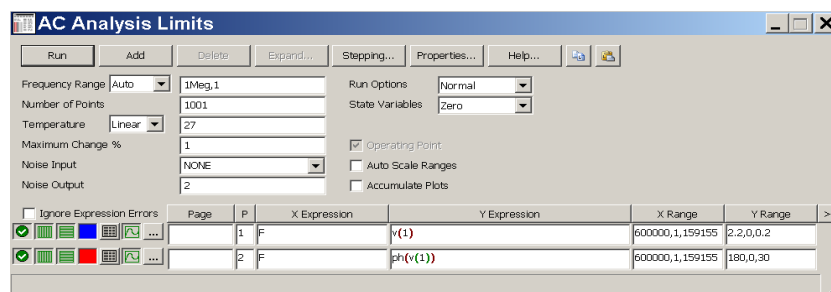 AC Analysis Limits
Run Add Delete Expand... Stepping... Properties... Help...
Frequency Range Auto 1Meg,1 Run Options Normal
Number of Points 1001 State Variables Zero
Temperature Linear 27
Maximum Change % 1 Operating Point
Noise Input NONE Auto Scale Ranges
Noise Output 2 Accumulate Plots
Ignore Expression Errors Page P X Expression Y Expression X Range Y Range >
... 1 F v(1) 600000,1,159155 2.2,0,0.2
... 2 F ph(v(1)) 600000,1,159155 180,0,30